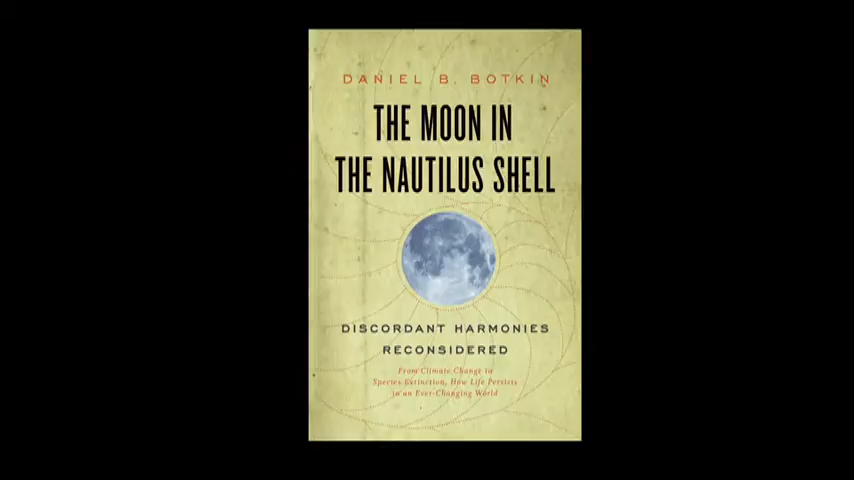 DANIEL B. BOTKIN
THE MOON IN
THE NAUTILUS SHELL
DISCORDANT HARMONIES
RECONSIDERED
From Climate Change to
Species Extinction, How Life Persists
in an Ever-Changing World